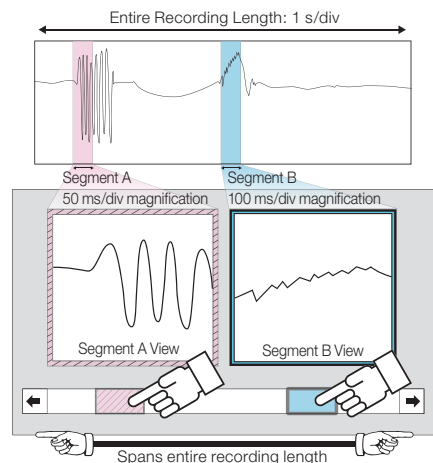 Entire Recording Length: 1 s/div
Segment A
Segment B
50 ms/div magnification
100 ms/div magnification
Segment A View
Segment B View
Spans entire recording length